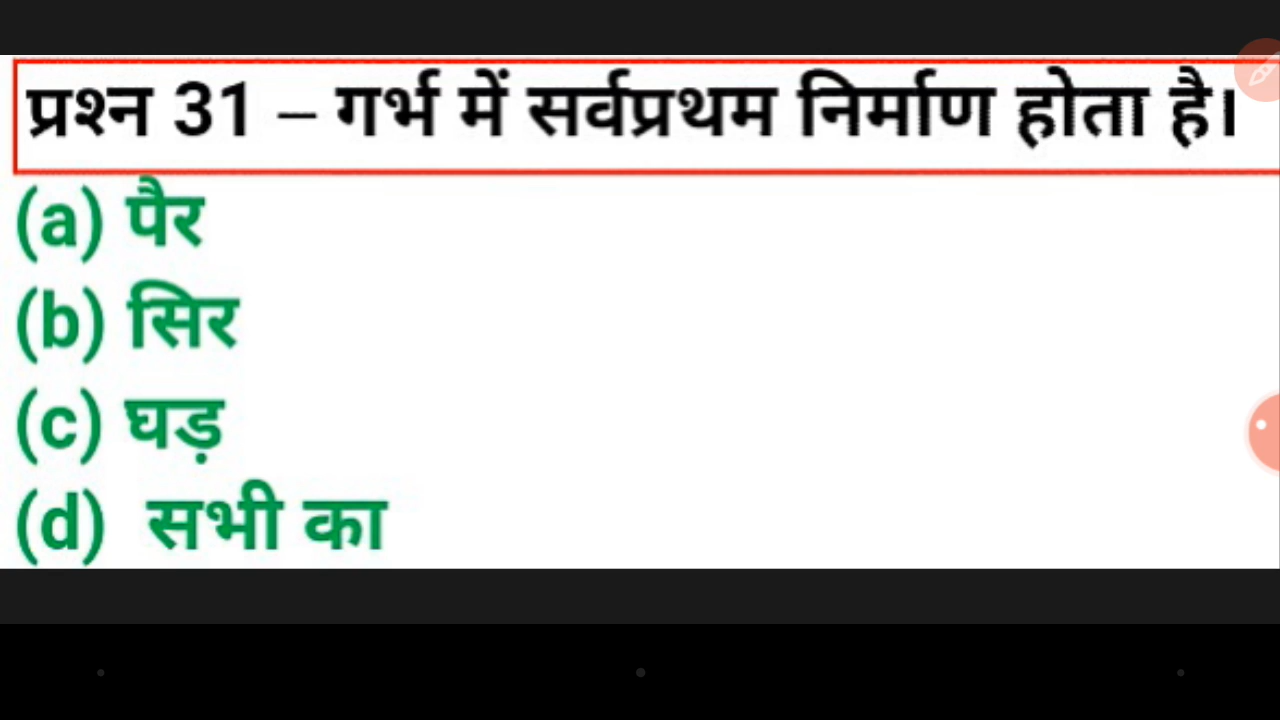 प्रश्न 31 – गर्भ में सर्वप्रथम निर्माण होता है।
(a) पैर
(b) सिर
(c) घड़
(d) सभी का